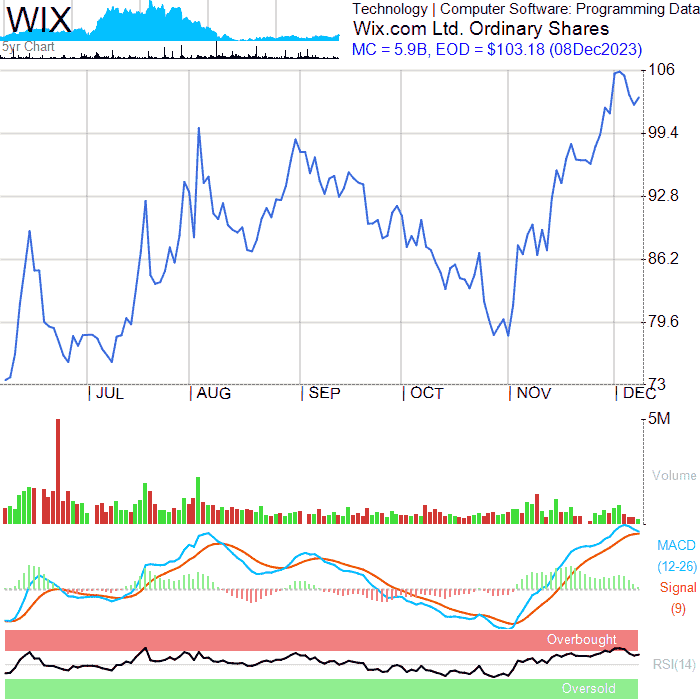 WIX
5yr Chart
Technology | Computer Software: Programming Data
Wix.com Ltd. Ordinary Shares
MC = 5.9B, EOD = $103.18 (08Dec2023)
106
99.4
92.8
86.2
79.6
73
JUL AUG SEP OCT NOV DEC
5M
Volume
MACD
(12-26)
Signal
(9)
Overbought
RSI(14)
Oversold